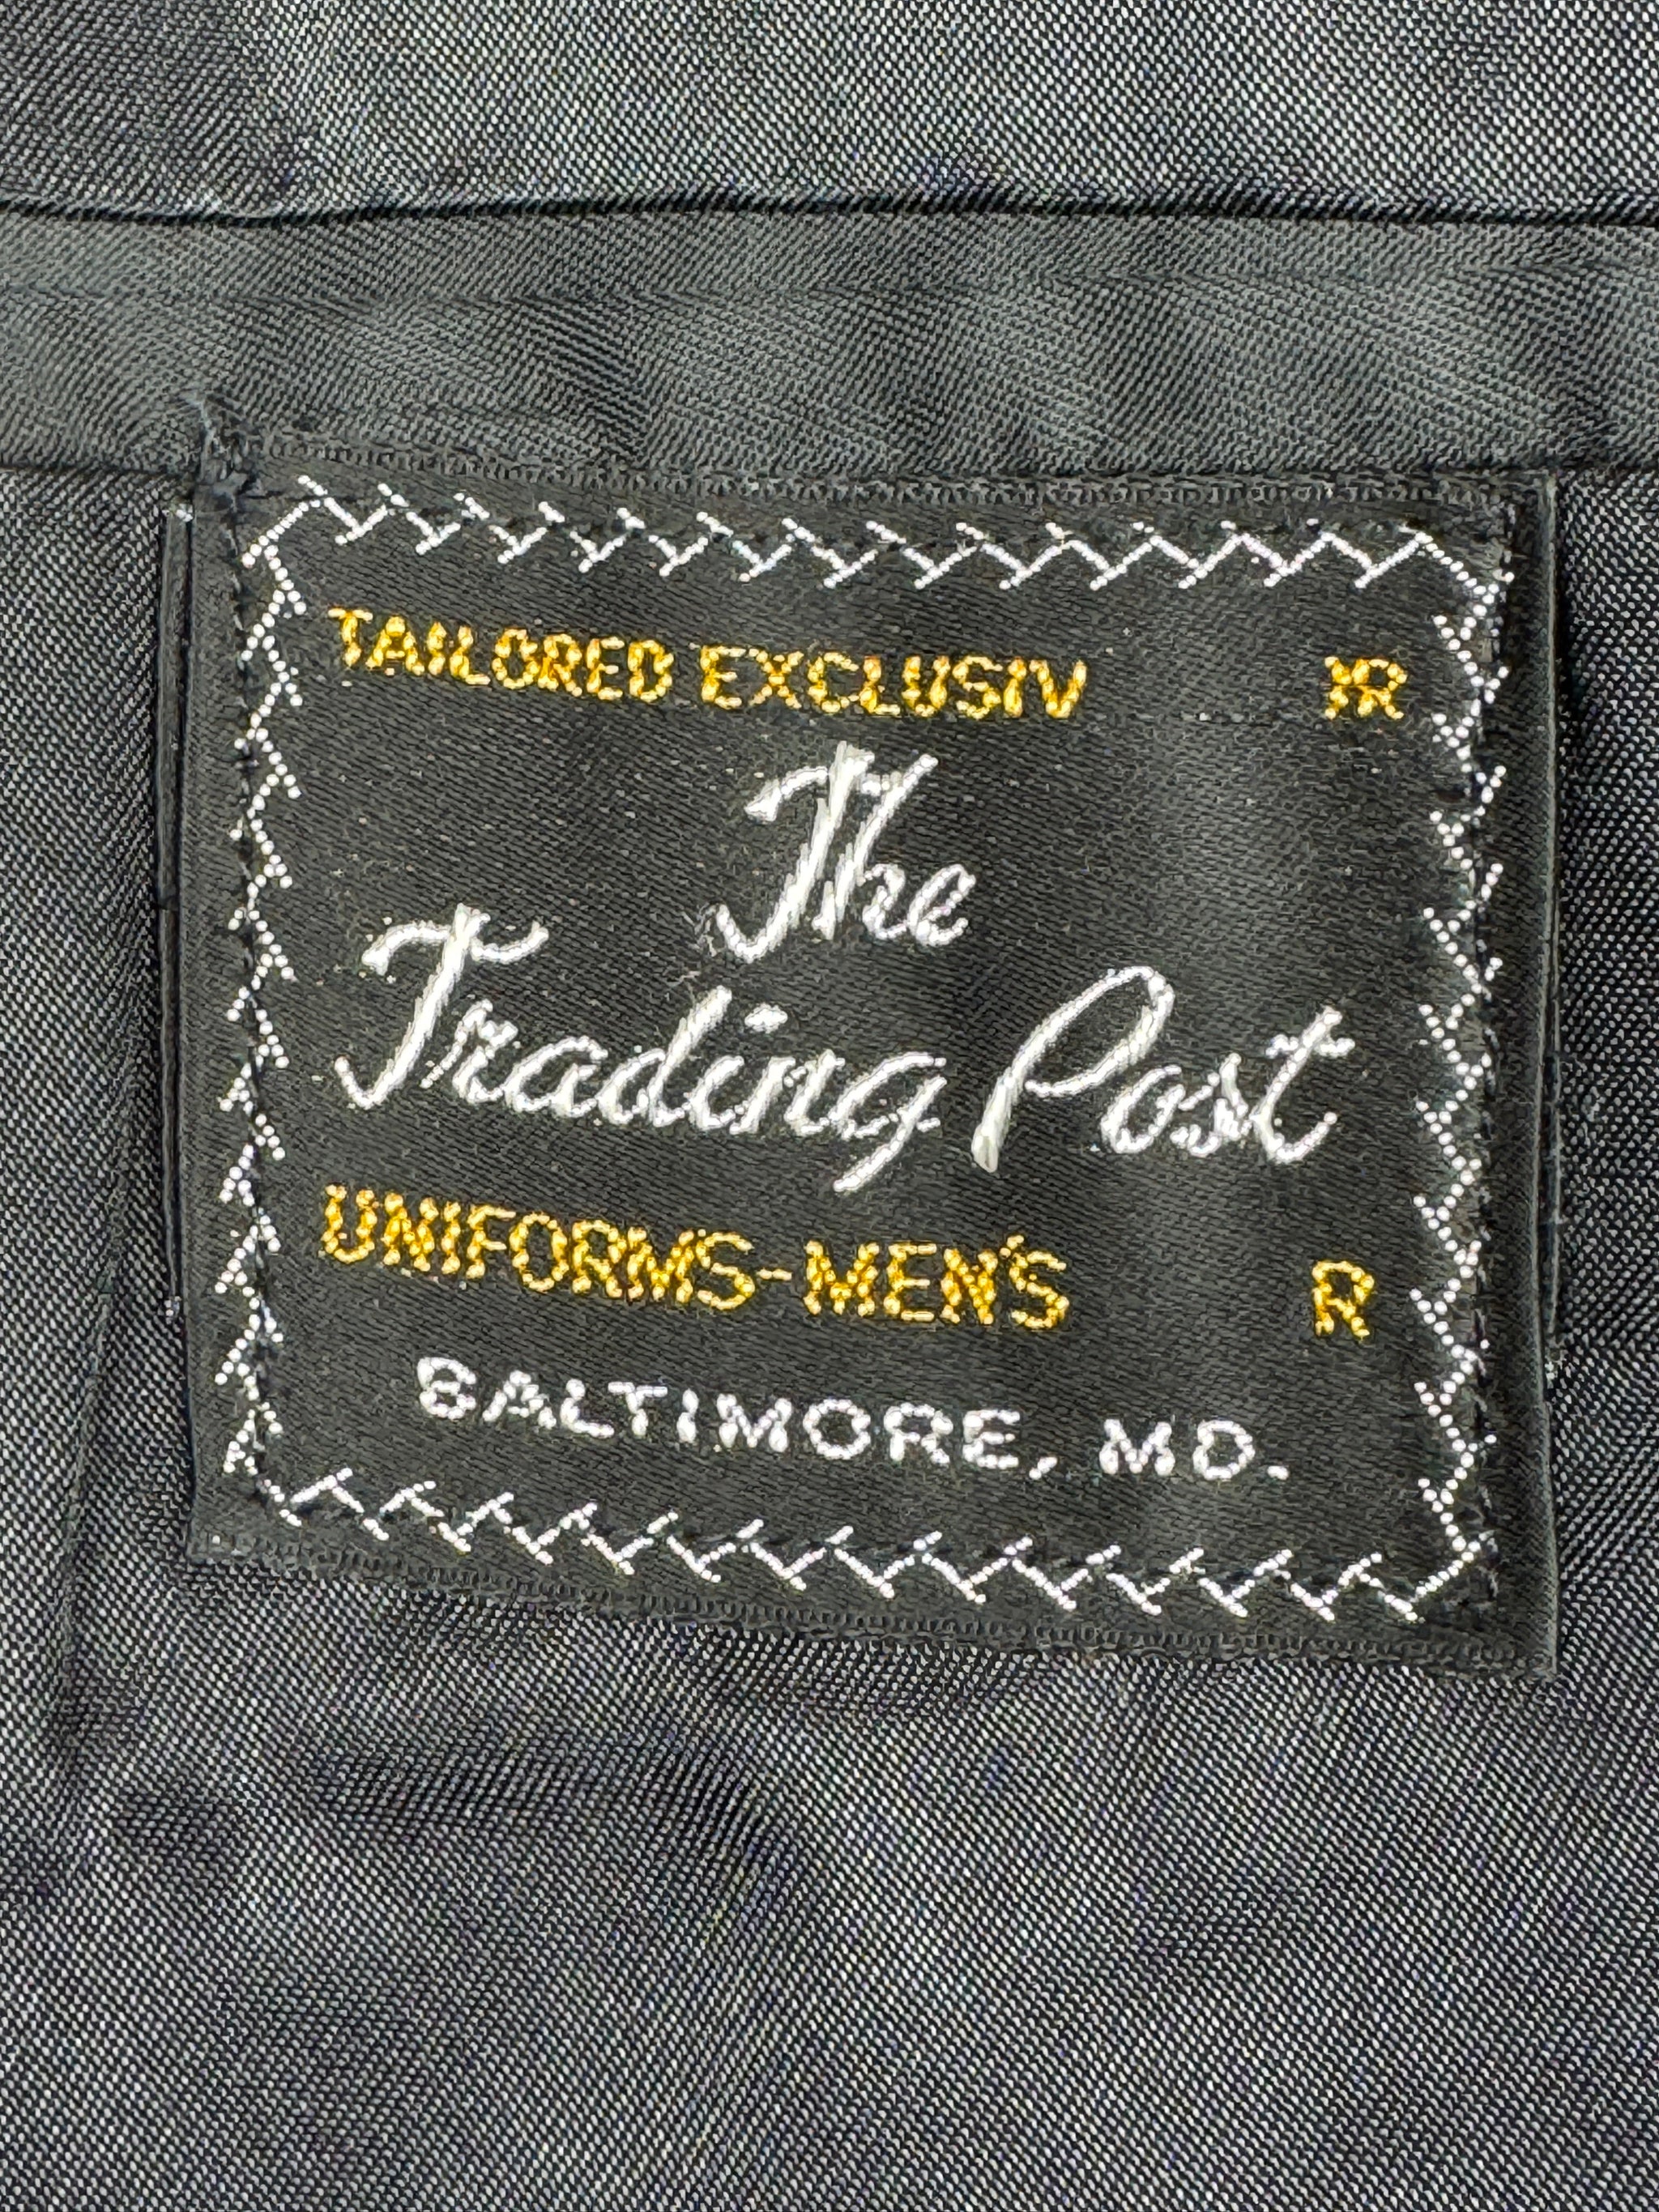 TAILORED EXCLUSIV R
The
Trading Post
UNIFORMS-MEN'S R
BALTIMORE, MD.